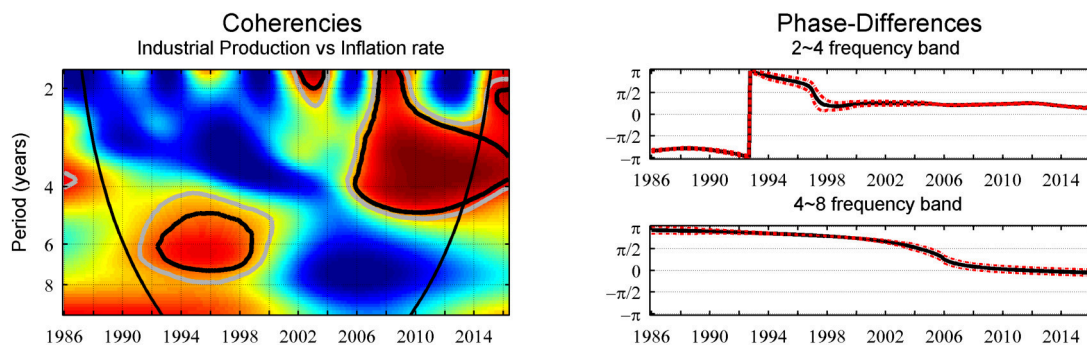 Coherencies
Industrial Production vs Inflation rate
Period (years)
2
4
6
8
1986 1990 1994 1998 2002 2006 2010 2014
Phase-Differences
2~4 frequency band
π
π/2
0
−π/2
−π
1986 1990 1994 1998 2002 2006 2010 2014
4~8 frequency band
π
π/2
0
−π/2
−π
1986 1990 1994 1998 2002 2006 2010 2014